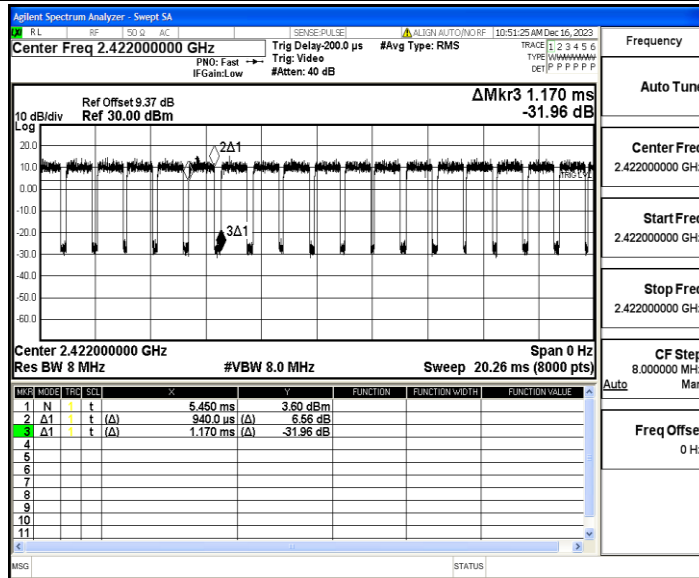 Agilent Spectrum Analyzer - Swept SA
RL RF 50 Ω AC SENSE:PULSE ALIGN AUTO/NO RF 10:51:25 AM Dec 16, 2023
Center Freq 2.422000000 GHz
Trig Delay-200.0 µs #Avg Type: RMS TRACE 1 2 3 4 5 6
PNO: Fast Trig: Video TYPE WWWWWW
IFGain:Low #Atten: 40 dB DET P P P P P P
ΔMkr3 1.170 ms
-31.96 dB
Ref Offset 9.37 dB
10 dB/div Ref 30.00 dBm
Log
20.0
10.0
0.00
-10.0
-20.0
-30.0
-40.0
-50.0
-60.0
1
2Δ1
3Δ1
TRIG LVL
Center 2.422000000 GHz Span 0 Hz
Res BW 8 MHz #VBW 8.0 MHz Sweep 20.26 ms (8000 pts)
MKR MODE TRC SCL X Y FUNCTION FUNCTION WIDTH FUNCTION VALUE
1 N 1 t 5.450 ms 3.60 dBm
2 Δ1 1 t (Δ) 940.0 µs (Δ) 6.56 dB
3 Δ1 1 t (Δ) 1.170 ms (Δ) -31.96 dB
4
5
6
7
8
9
10
11
MSG STATUS
Frequency
Auto Tune
Center Freq
2.422000000 GHz
Start Freq
2.422000000 GHz
Stop Freq
2.422000000 GHz
CF Step
8.000000 MHz
Auto Man
Freq Offset
0 Hz